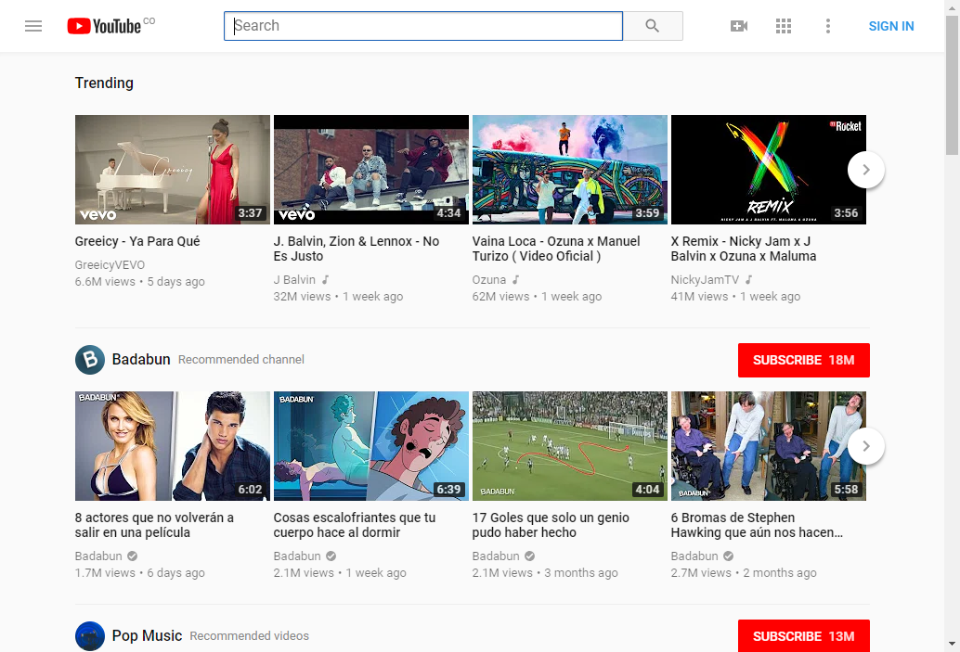 YouTube CO
Search
SIGN IN
Trending
Greeicy
vevo
3:37
vevo
4:34
3:59
Rocket
REMIX
NICKY JAM & J BALVIN FT. MALUMA & OZUNA
3:56
Greeicy - Ya Para Qué
GreeicyVEVO
6.6M views • 5 days ago
J. Balvin, Zion & Lennox - No
Es Justo
J Balvin
32M views • 1 week ago
Vaina Loca - Ozuna x Manuel
Turizo ( Video Oficial )
Ozuna
62M views • 1 week ago
X Remix - Nicky Jam x J
Balvin x Ozuna x Maluma
NickyJamTV
41M views • 1 week ago
B
Badabun
Recommended channel
SUBSCRIBE 18M
BADABUN
6:02
BADABUN
6:39
BADABUN
4:04
BADABUN
5:58
8 actores que no volverán a
salir en una película
Badabun
1.7M views • 6 days ago
Cosas escalofriantes que tu
cuerpo hace al dormir
Badabun
2.1M views • 1 week ago
17 Goles que solo un genio
pudo haber hecho
Badabun
2.1M views • 3 months ago
6 Bromas de Stephen
Hawking que aún nos hacen...
Badabun
2.7M views • 2 months ago
Pop Music
Recommended videos
SUBSCRIBE 13M